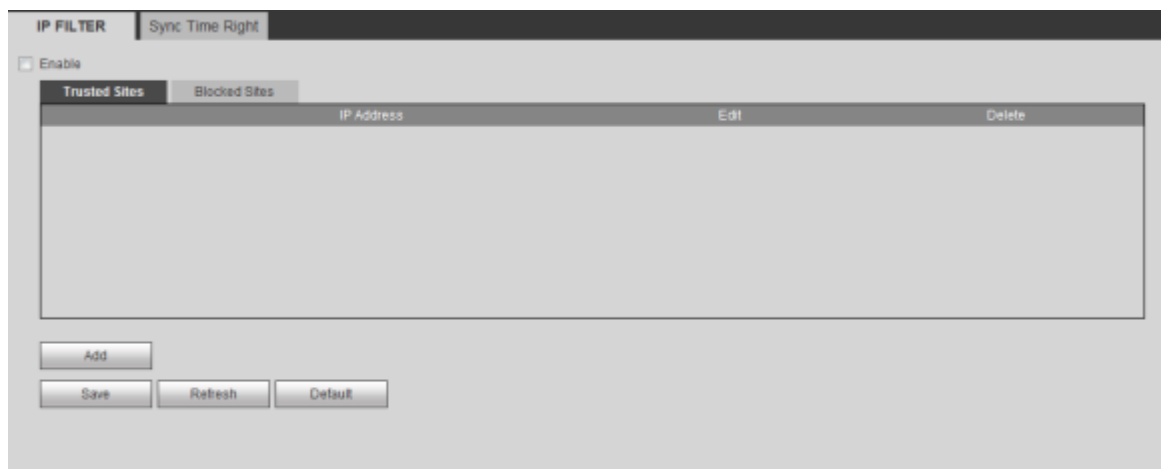 IP FILTER Sync Time Right
Enable
Trusted Sites Blocked Sites
IP Address Edit Delete
Add
Save Refresh Default